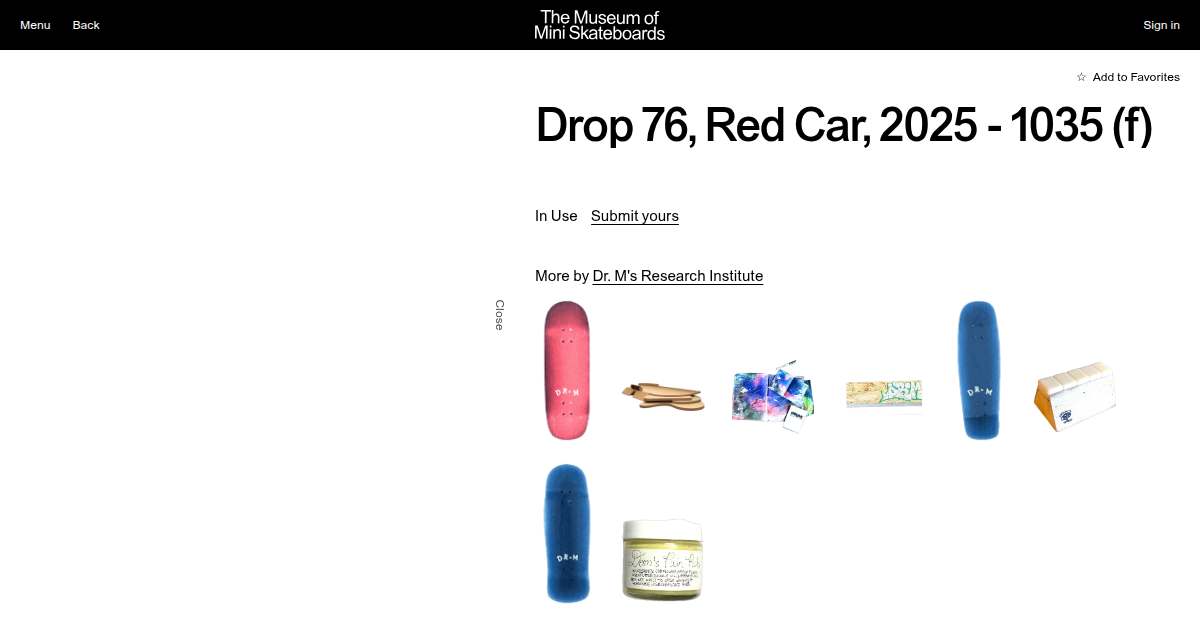 Menu Back
The Museum of
Mini Skateboards
Sign in
☆ Add to Favorites
Drop 76, Red Car, 2025 - 1035 (f)
In Use Submit yours
More by Dr. M's Research Institute
Close
DR•M
DR•M
DR•M